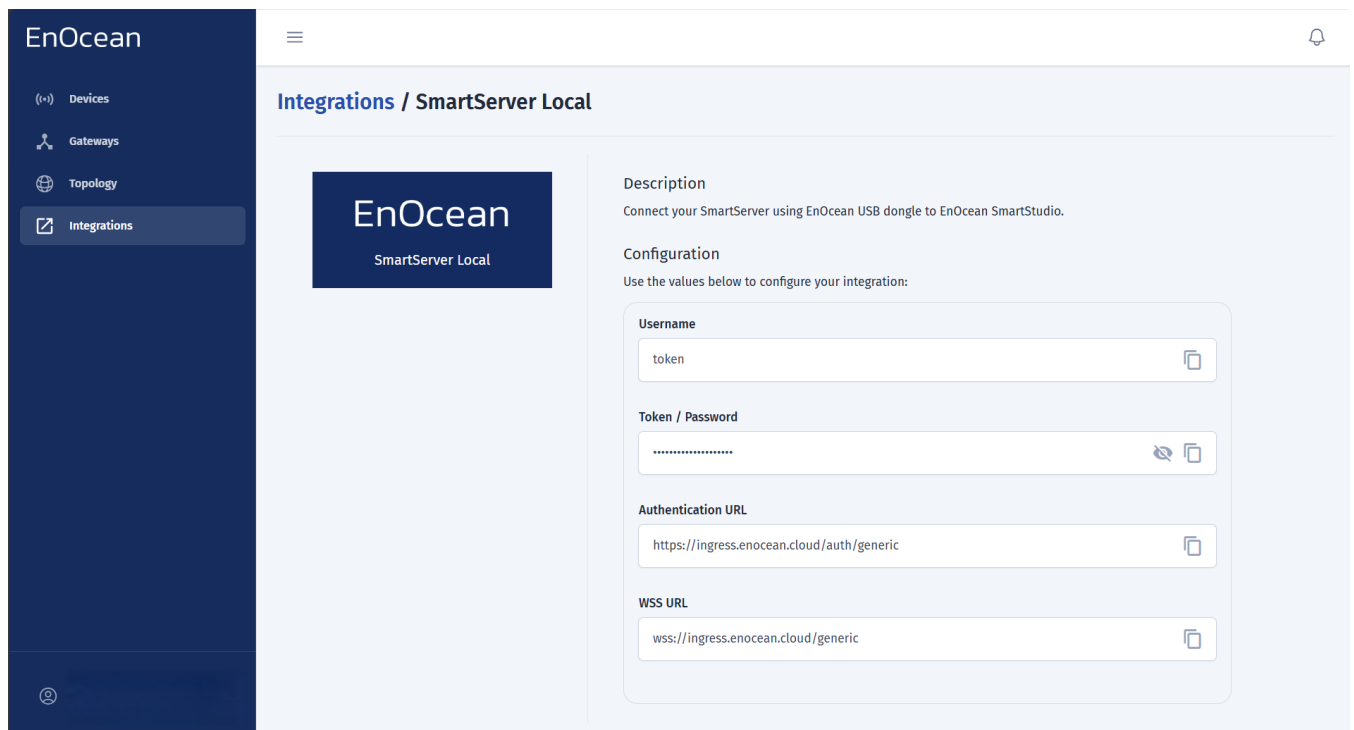 EnOcean
Devices
Gateways
Topology
Integrations
Integrations / SmartServer Local
EnOcean
SmartServer Local
Description
Connect your SmartServer using EnOcean USB dongle to EnOcean SmartStudio.
Configuration
Use the values below to configure your integration:
Username
token
Token / Password
••••••••••••••••••••
Authentication URL
https://ingress.enocean.cloud/auth/generic
WSS URL
wss://ingress.enocean.cloud/generic